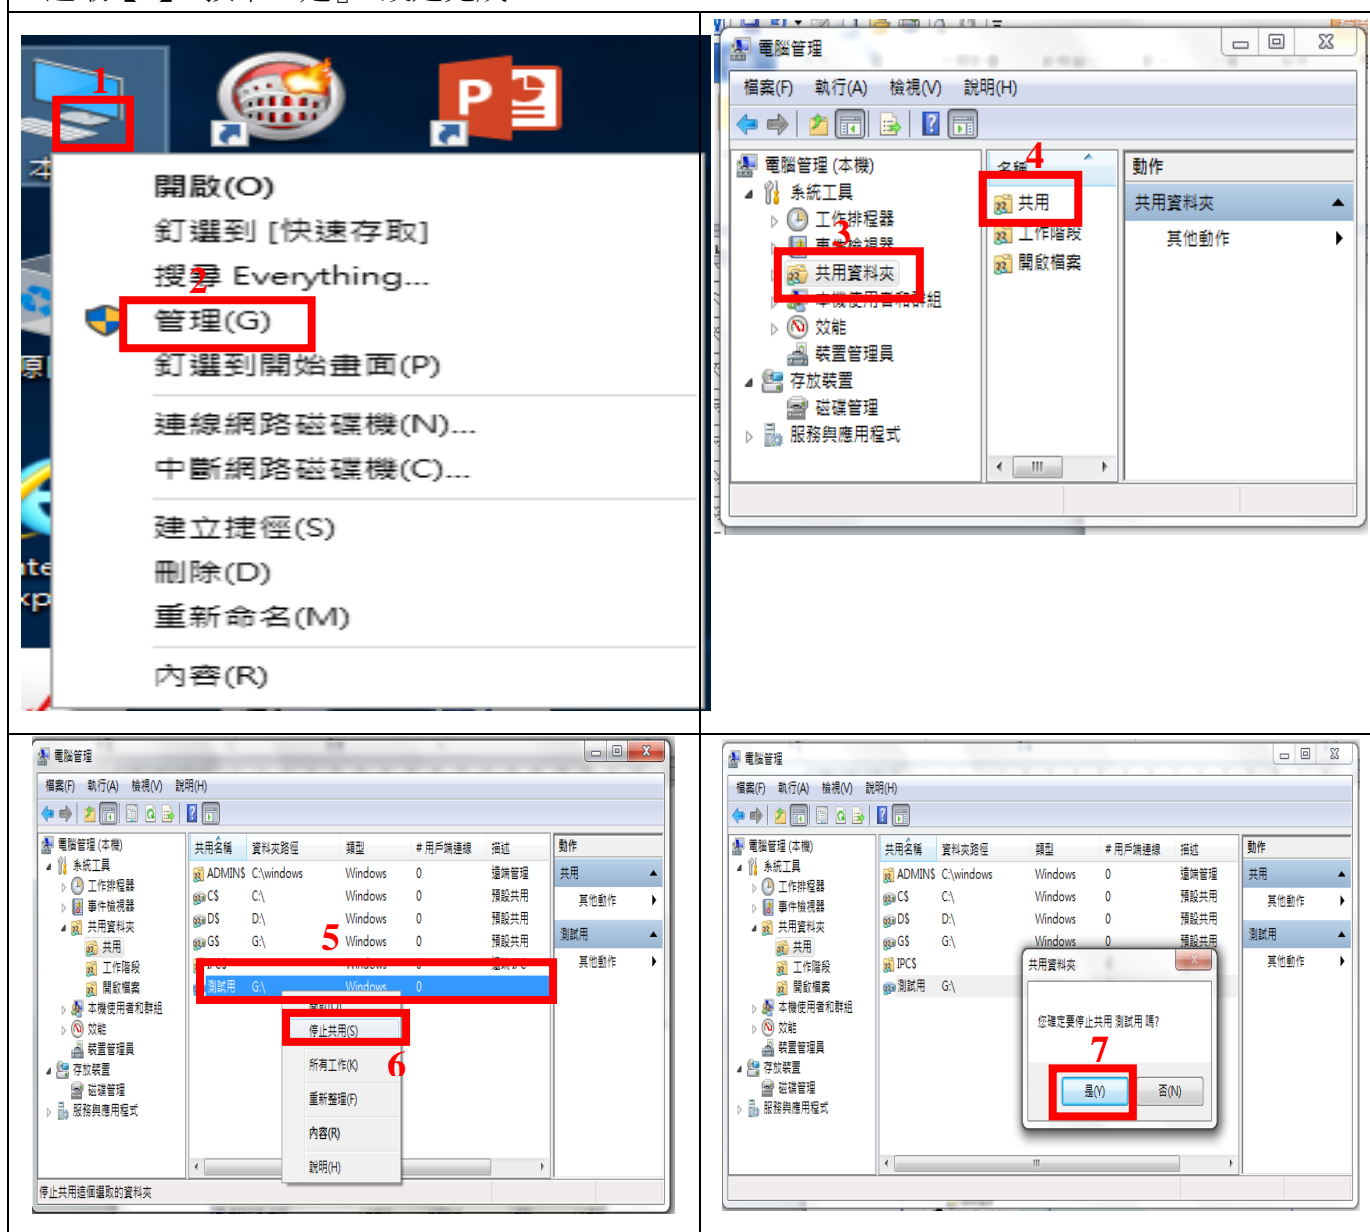 1
本
開啟(O)
釘選到 [快速存取]
搜尋 Everything...
2
管理(G)
釘選到開始畫面(P)
連線網路磁碟機(N)...
中斷網路磁碟機(C)...
建立捷徑(S)
刪除(D)
重新命名(M)
內容(R)
電腦管理
檔案(F) 執行(A) 檢視(V) 說明(H)
電腦管理 (本機)
系統工具
工作排程器
3
事件檢視器
共用資料夾
本機使用者和群組
效能
裝置管理員
存放裝置
磁碟管理
服務與應用程式
名稱
4
共用
工作階段
開啟檔案
動作
共用資料夾
其他動作
電腦管理
檔案(F) 執行(A) 檢視(V) 說明(H)
電腦管理 (本機)
系統工具
工作排程器
事件檢視器
共用資料夾
共用
工作階段
開啟檔案
本機使用者和群組
效能
裝置管理員
存放裝置
磁碟管理
服務與應用程式
共用名稱 資料夾路徑 類型 # 用戶端連線 描述
ADMIN$ C:\windows Windows 0 遠端管理
C$ C:\ Windows 0 預設共用
D$ D:\ Windows 0 預設共用
G$ G:\ Windows 0 預設共用
5
IPC$ Windows 0 遠端 IPC
測試用 G:\ Windows 0
開啟(O)
停止共用(S)
6
所有工作(K)
重新整理(F)
內容(R)
說明(H)
動作
共用
其他動作
測試用
其他動作
停止共用這個選取的資料夾
電腦管理
檔案(F) 執行(A) 檢視(V) 說明(H)
電腦管理 (本機)
系統工具
工作排程器
事件檢視器
共用資料夾
共用
工作階段
開啟檔案
本機使用者和群組
效能
裝置管理員
存放裝置
磁碟管理
服務與應用程式
共用名稱 資料夾路徑 類型 # 用戶端連線 描述
ADMIN$ C:\windows Windows 0 遠端管理
C$ C:\ Windows 0 預設共用
D$ D:\ Windows 0 預設共用
G$ G:\ Windows 0 預設共用
IPC$
測試用 G:\
共用資料夾
您確定要停止共用 測試用 嗎?
7
是(Y) 否(N)
動作
共用
其他動作
測試用
其他動作